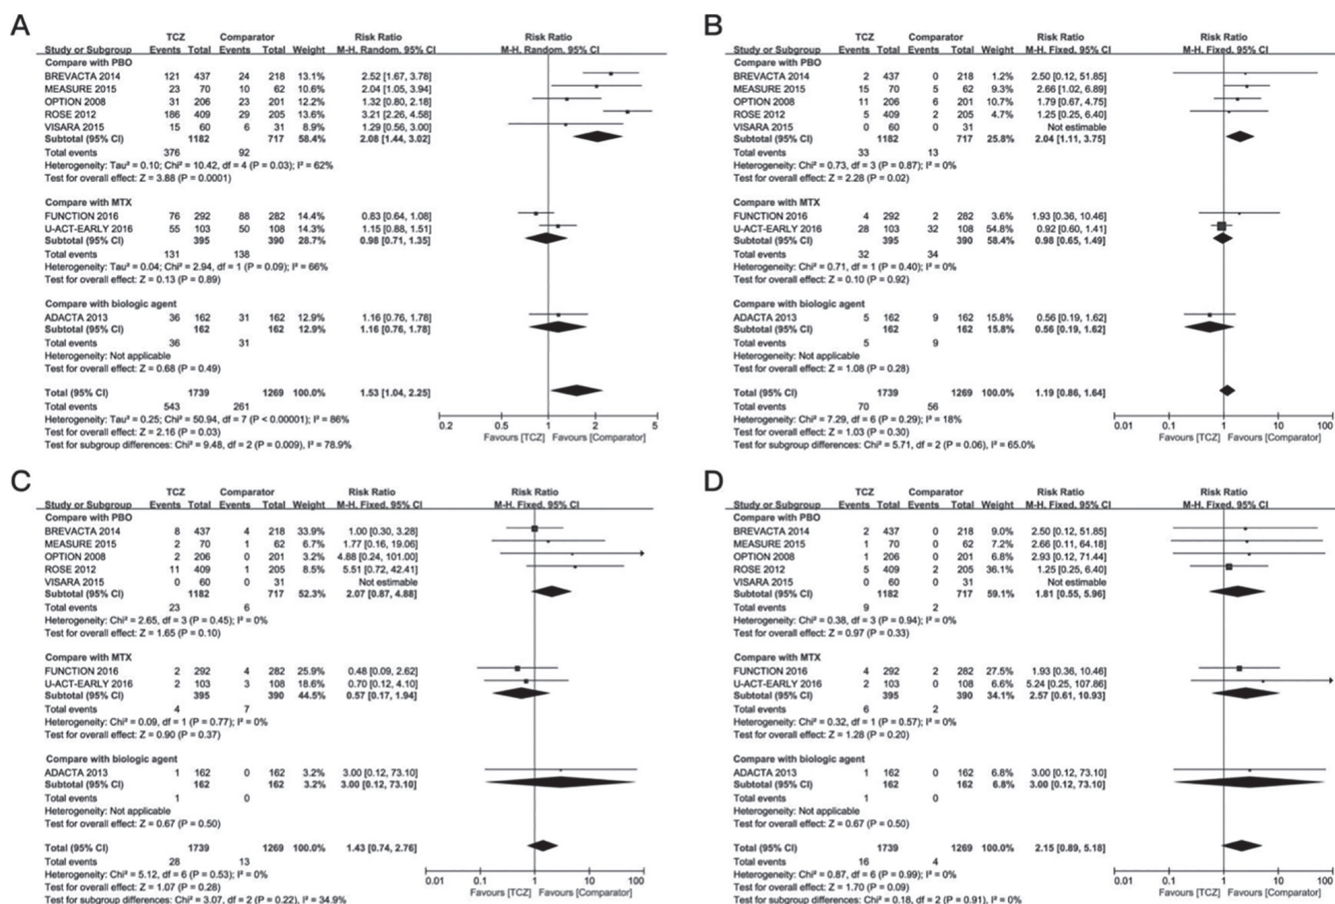 A
TCZ Comparator Risk Ratio Risk Ratio
Study or Subgroup Events Total Events Total Weight M-H. Random. 95% CI M-H. Random. 95% CI
Compare with PBO
BREVACTA 2014 121 437 24 218 13.1% 2.52 [1.67, 3.78]
MEASURE 2015 23 70 10 62 10.6% 2.04 [1.05, 3.94]
OPTION 2008 31 206 23 201 12.2% 1.32 [0.80, 2.18]
ROSE 2012 186 409 29 205 13.6% 3.21 [2.26, 4.58]
VISARA 2015 15 60 6 31 8.9% 1.29 [0.56, 3.00]
Subtotal (95% CI) 1182 717 58.4% 2.08 [1.44, 3.02]
Total events 376 92
Heterogeneity: Tau² = 0.10; Chi² = 10.42, df = 4 (P = 0.03); I² = 62%
Test for overall effect: Z = 3.88 (P = 0.0001)
Compare with MTX
FUNCTION 2016 76 292 88 282 14.4% 0.83 [0.64, 1.08]
U-ACT-EARLY 2016 55 103 50 108 14.3% 1.15 [0.88, 1.51]
Subtotal (95% CI) 395 390 28.7% 0.98 [0.71, 1.35]
Total events 131 138
Heterogeneity: Tau² = 0.04; Chi² = 2.94, df = 1 (P = 0.09); I² = 66%
Test for overall effect: Z = 0.13 (P = 0.89)
Compare with biologic agent
ADACTA 2013 36 162 31 162 12.9% 1.16 [0.76, 1.78]
Subtotal (95% CI) 162 162 12.9% 1.16 [0.76, 1.78]
Total events 36 31
Heterogeneity: Not applicable
Test for overall effect: Z = 0.68 (P = 0.49)
Total (95% CI) 1739 1269 100.0% 1.53 [1.04, 2.25]
Total events 543 261
Heterogeneity: Tau² = 0.25; Chi² = 50.94, df = 7 (P < 0.00001); I² = 86%
Test for overall effect: Z = 2.16 (P = 0.03)
Test for subgroup differences: Chi² = 9.48, df = 2 (P = 0.009), I² = 78.9%
0.2 0.5 1 2 5
Favours [TCZ] Favours [Comparator]
B
TCZ Comparator Risk Ratio Risk Ratio
Study or Subgroup Events Total Events Total Weight M-H. Fixed. 95% CI M-H. Fixed. 95% CI
Compare with PBO
BREVACTA 2014 2 437 0 218 1.2% 2.50 [0.12, 51.85]
MEASURE 2015 15 70 5 62 9.3% 2.66 [1.02, 6.89]
OPTION 2008 11 206 6 201 10.7% 1.79 [0.67, 4.75]
ROSE 2012 5 409 2 205 4.7% 1.25 [0.25, 6.40]
VISARA 2015 0 60 0 31 Not estimable
Subtotal (95% CI) 1182 717 25.8% 2.04 [1.11, 3.75]
Total events 33 13
Heterogeneity: Chi² = 0.73, df = 3 (P = 0.87); I² = 0%
Test for overall effect: Z = 2.28 (P = 0.02)
Compare with MTX
FUNCTION 2016 4 292 2 282 3.6% 1.93 [0.36, 10.46]
U-ACT-EARLY 2016 28 103 32 108 54.8% 0.92 [0.60, 1.41]
Subtotal (95% CI) 395 390 58.4% 0.98 [0.65, 1.49]
Total events 32 34
Heterogeneity: Chi² = 0.71, df = 1 (P = 0.40); I² = 0%
Test for overall effect: Z = 0.10 (P = 0.92)
Compare with biologic agent
ADACTA 2013 5 162 9 162 15.8% 0.56 [0.19, 1.62]
Subtotal (95% CI) 162 162 15.8% 0.56 [0.19, 1.62]
Total events 5 9
Heterogeneity: Not applicable
Test for overall effect: Z = 1.08 (P = 0.28)
Total (95% CI) 1739 1269 100.0% 1.19 [0.86, 1.64]
Total events 70 56
Heterogeneity: Chi² = 7.29, df = 6 (P = 0.29); I² = 18%
Test for overall effect: Z = 1.03 (P = 0.30)
Test for subgroup differences: Chi² = 5.71, df = 2 (P = 0.06), I² = 65.0%
0.01 0.1 1 10 100
Favours [TCZ] Favours [Comparator]
C
TCZ Comparator Risk Ratio Risk Ratio
Study or Subgroup Events Total Events Total Weight M-H. Fixed. 95% CI M-H. Fixed. 95% CI
Compare with PBO
BREVACTA 2014 8 437 4 218 33.9% 1.00 [0.30, 3.28]
MEASURE 2015 2 70 1 62 6.7% 1.77 [0.16, 19.06]
OPTION 2008 2 206 0 201 3.2% 4.88 [0.24, 101.00]
ROSE 2012 11 409 1 205 8.5% 5.51 [0.72, 42.41]
VISARA 2015 0 60 0 31 Not estimable
Subtotal (95% CI) 1182 717 52.3% 2.07 [0.87, 4.88]
Total events 23 6
Heterogeneity: Chi² = 2.65, df = 3 (P = 0.45); I² = 0%
Test for overall effect: Z = 1.65 (P = 0.10)
Compare with MTX
FUNCTION 2016 2 292 4 282 25.9% 0.48 [0.09, 2.62]
U-ACT-EARLY 2016 2 103 3 108 18.6% 0.70 [0.12, 4.10]
Subtotal (95% CI) 395 390 44.5% 0.57 [0.17, 1.94]
Total events 4 7
Heterogeneity: Chi² = 0.09, df = 1 (P = 0.77); I² = 0%
Test for overall effect: Z = 0.90 (P = 0.37)
Compare with biologic agent
ADACTA 2013 1 162 0 162 3.2% 3.00 [0.12, 73.10]
Subtotal (95% CI) 162 162 3.2% 3.00 [0.12, 73.10]
Total events 1 0
Heterogeneity: Not applicable
Test for overall effect: Z = 0.67 (P = 0.50)
Total (95% CI) 1739 1269 100.0% 1.43 [0.74, 2.76]
Total events 28 13
Heterogeneity: Chi² = 5.12, df = 6 (P = 0.53); I² = 0%
Test for overall effect: Z = 1.07 (P = 0.28)
Test for subgroup differences: Chi² = 3.07, df = 2 (P = 0.22), I² = 34.9%
0.01 0.1 1 10 100
Favours [TCZ] Favours [Comparator]
D
TCZ Comparator Risk Ratio Risk Ratio
Study or Subgroup Events Total Events Total Weight M-H. Fixed. 95% CI M-H. Fixed. 95% CI
Compare with PBO
BREVACTA 2014 2 437 0 218 9.0% 2.50 [0.12, 51.85]
MEASURE 2015 1 70 0 62 7.2% 2.66 [0.11, 64.18]
OPTION 2008 1 206 0 201 6.8% 2.93 [0.12, 71.44]
ROSE 2012 5 409 2 205 36.1% 1.25 [0.25, 6.40]
VISARA 2015 0 60 0 31 Not estimable
Subtotal (95% CI) 1182 717 59.1% 1.81 [0.55, 5.96]
Total events 9 2
Heterogeneity: Chi² = 0.38, df = 3 (P = 0.94); I² = 0%
Test for overall effect: Z = 0.97 (P = 0.33)
Compare with MTX
FUNCTION 2016 4 292 2 282 27.5% 1.93 [0.36, 10.46]
U-ACT-EARLY 2016 2 103 0 108 6.6% 5.24 [0.25, 107.86]
Subtotal (95% CI) 395 390 34.1% 2.57 [0.61, 10.93]
Total events 6 2
Heterogeneity: Chi² = 0.32, df = 1 (P = 0.57); I² = 0%
Test for overall effect: Z = 1.28 (P = 0.20)
Compare with biologic agent
ADACTA 2013 1 162 0 162 6.8% 3.00 [0.12, 73.10]
Subtotal (95% CI) 162 162 6.8% 3.00 [0.12, 73.10]
Total events 1 0
Heterogeneity: Not applicable
Test for overall effect: Z = 0.67 (P = 0.50)
Total (95% CI) 1739 1269 100.0% 2.15 [0.89, 5.18]
Total events 16 4
Heterogeneity: Chi² = 0.87, df = 6 (P = 0.99); I² = 0%
Test for overall effect: Z = 1.70 (P = 0.09)
Test for subgroup differences: Chi² = 0.18, df = 2 (P = 0.91), I² = 0%
0.01 0.1 1 10 100
Favours [TCZ] Favours [Comparator]